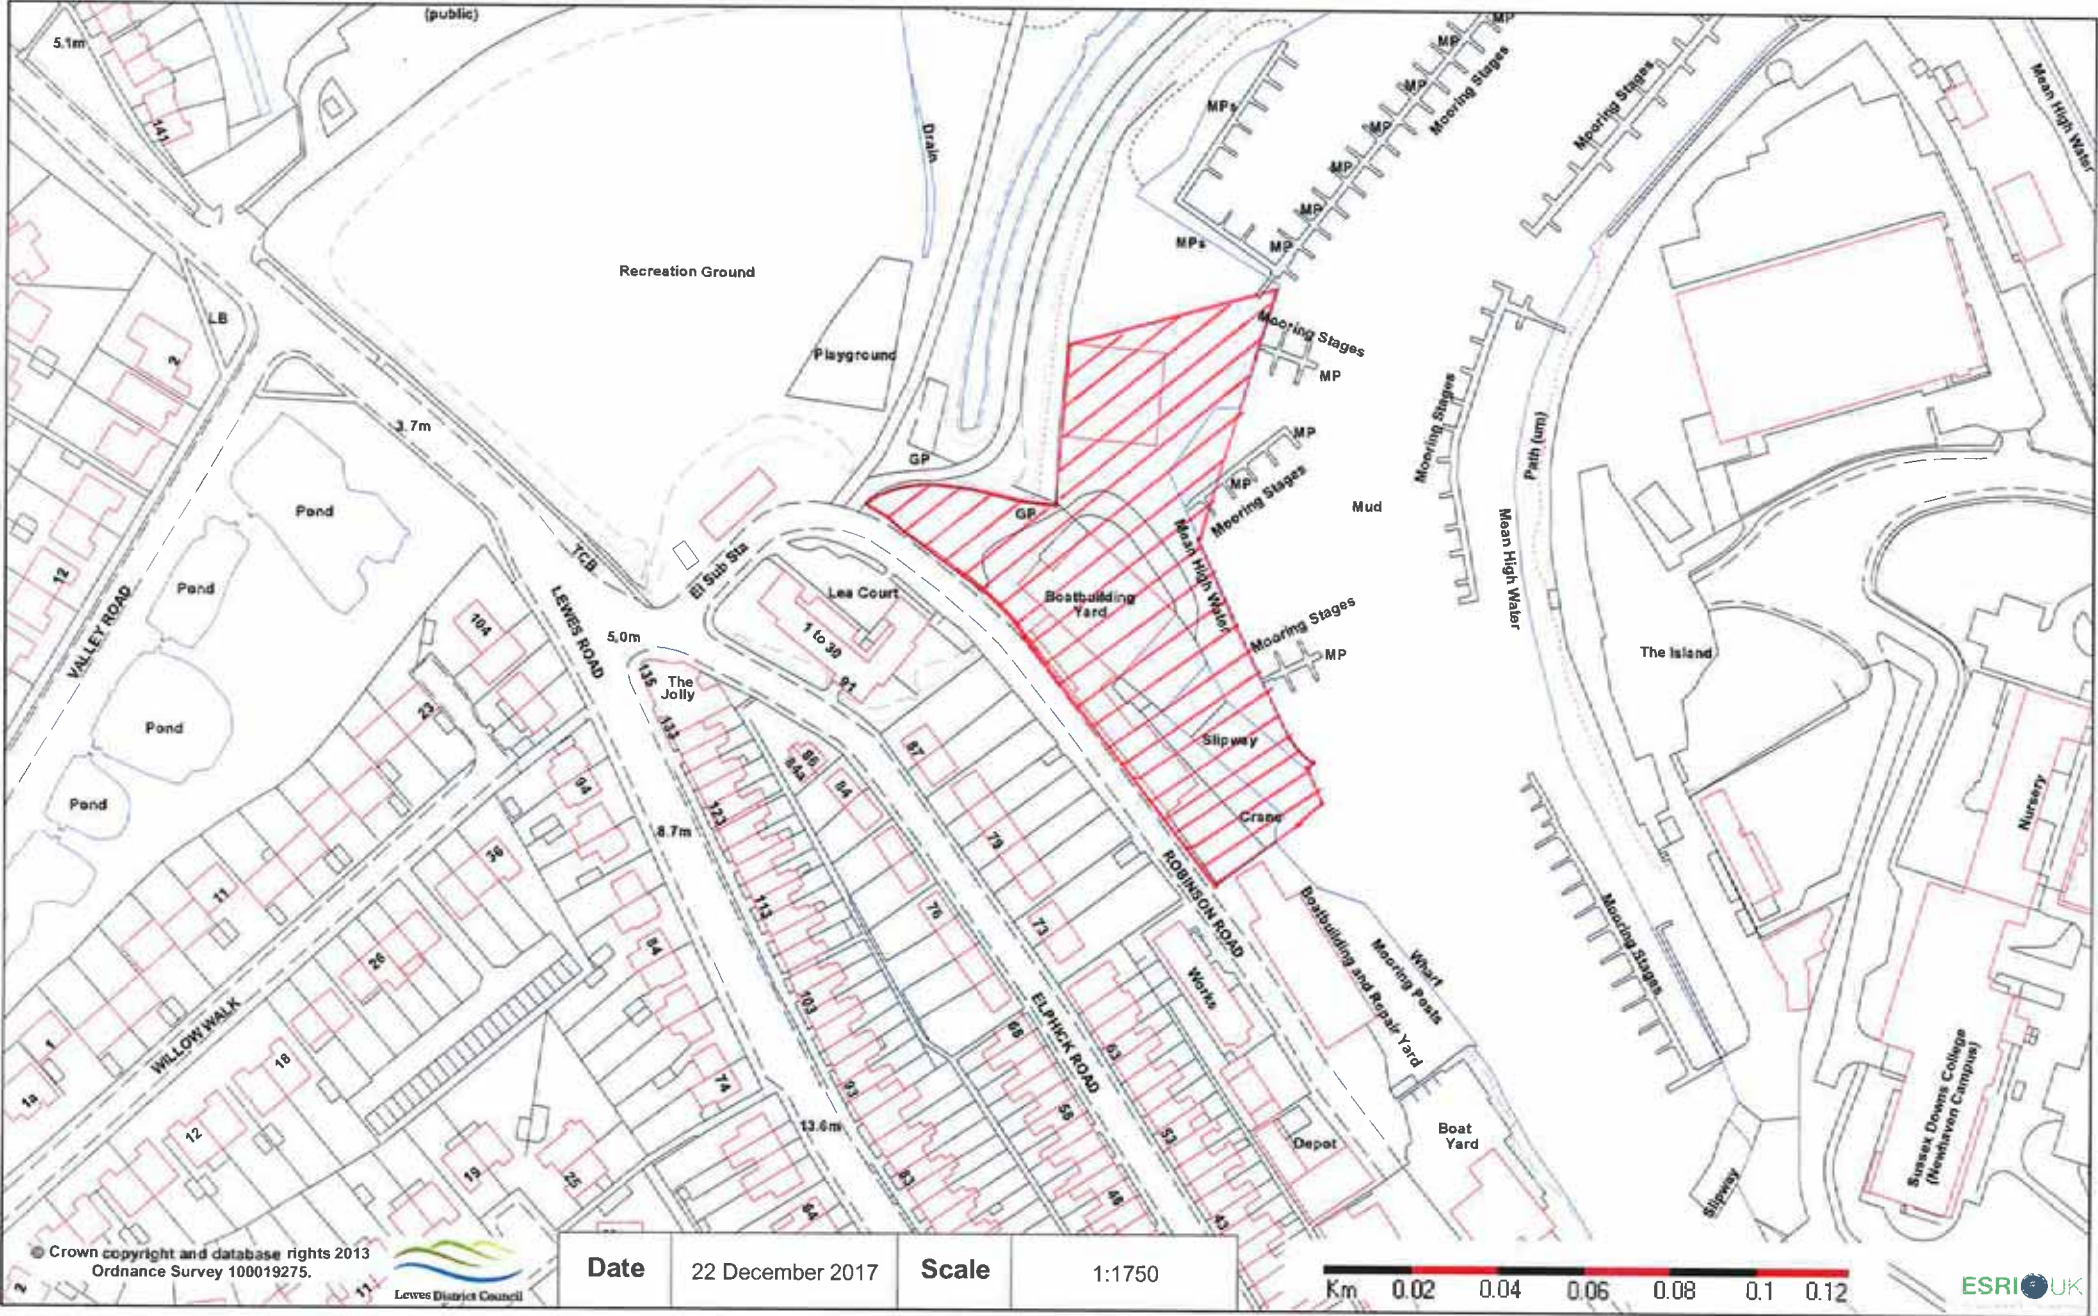 (public)
5.1m
141
Drain
MPs
MP
MP
MP
MP
MP
MP
MP
Mooring Stages
Mooring Stages
Mean High Water
MPs
Recreation Ground
LB
2
Playground
Mooring Stages
MP
3.7m
GP
MP
MP
Mooring Stages
Mooring Stages
Path (um)
Pond
GP
Mud
Mean High Water
Mean High Water
TCB
El Sub Sta
12
Pond
VALLEY ROAD
LEWES ROAD
Lea Court
1 to 30
91
Boatbuilding
Yard
Mooring Stages
MP
104
5.0m
135
The
Jolly
The Island
Pond
23
133
Slipway
87
86
84a
84
94
Pond
123
8.7m
79
Crane
Nursery
16
11
113
76
73
ROBINSON ROAD
Boatbuilding and Repair Yard
Mooring Posts
Wharf
Mooring Stages
26
84
Works
103
WILLOW WALK
ELPHICK ROAD
68
63
1
1a
18
74
93
58
53
12
13.6m
Depot
Boat
Yard
Sussex Downs College
(Newhaven Campus)
19
25
83
64
48
43
Slipway
2
11
© Crown copyright and database rights 2013
Ordnance Survey 100019275.
Lewes District Council
Date
22 December 2017
Scale
1:1750
Km 0.02 0.04 0.06 0.08 0.1 0.12
ESRI UK